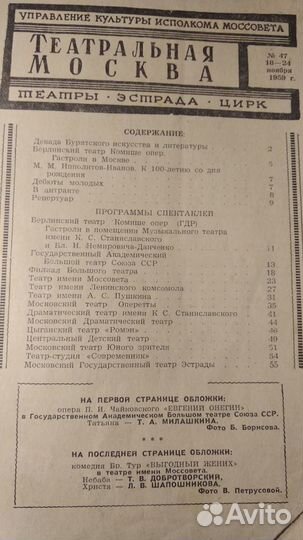 УПРАВЛЕНИЕ КУЛЬТУРЫ ИСПОЛКОМА МОССОВЕТА
ТЕАТРАЛЬНАЯ
МОСКВА
№ 47
18—24
ноября
1959 г.
ТЕАТРЫ · ЭСТРАДА · ЦИРК
СОДЕРЖАНИЕ:
Декада Бурятского искусства и литературы 2
Берлинский театр Комише опер.
Гастроли в Москве 5
М. М. Ипполитов-Иванов. К 100-летию со дня
рождения 7
Дебюты молодых 7
В антракте 8
Репертуар 9
ПРОГРАММЫ СПЕКТАКЛЕЙ
Берлинский театр Комише опер (ГДР)
Гастроли в помещении Музыкального театра
имени К. С. Станиславского
и Вл. И. Немировича-Данченко 11
Государственный Академический
Большой театр Союза ССР 13
Филиал Большого театра 18
Театр имени Моссовета 23
Театр имени Ленинского комсомола 27
Театр имени А. С. Пушкина 31
Московский театр Оперетты 35
Драматический театр имени К С. Станиславского 41
Московский Драматический театр 44
Цыганский театр «Ромэн» 46
Центральный Детский театр 49
Московский театр Юного зрителя 51
Театр-студия «Современник» 54
Московский Государственный театр Эстрады 55
НА ПЕРВОЙ СТРАНИЦЕ ОБЛОЖКИ:
опера П. И. Чайковского «ЕВГЕНИЙ ОНЕГИН»
в Государственном Академическом Большом театре Союза ССР.
Татьяна — Т. А. МИЛАШКИНА.
Фото Б. Борисова.
* * *
НА ПОСЛЕДНЕЙ СТРАНИЦЕ ОБЛОЖКИ:
комедия Бр. Тур «ВЫГОДНЫЙ ЖЕНИХ»
в театре имени Моссовета.
Небаба — Т. В. ДОБРОТВОРСКИЙ,
Христя — Л. В. ШАПОШНИКОВА.
Фото В. Петрусовой.
Avito